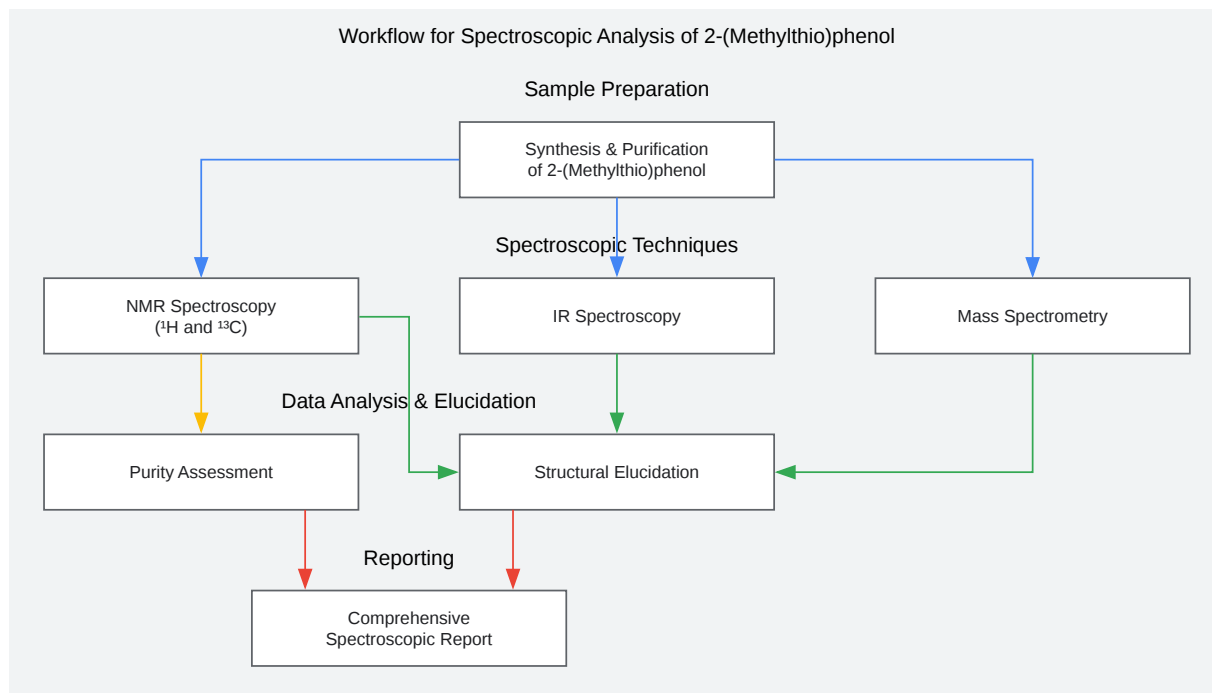 Workflow for Spectroscopic Analysis of 2-(Methylthio)phenol
Sample Preparation
Synthesis & Purification
of 2-(Methylthio)phenol
Spectroscopic Techniques
NMR Spectroscopy
(¹H and ¹³C)
IR Spectroscopy
Mass Spectrometry
Data Analysis & Elucidation
Purity Assessment
Structural Elucidation
Reporting
Comprehensive
Spectroscopic Report